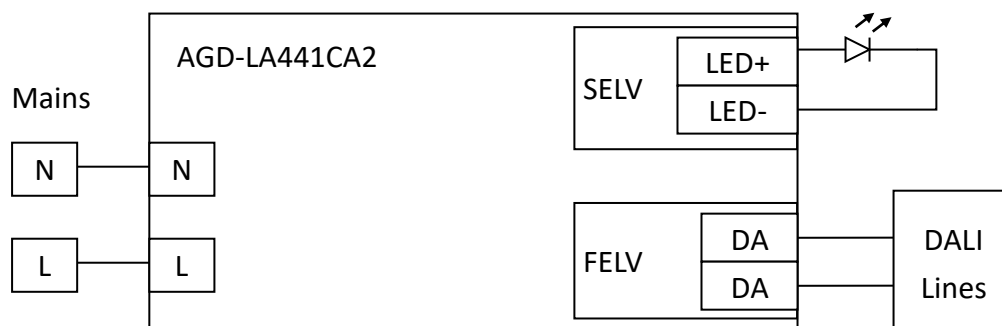 AGD-LA441CA2
Mains
N
N
L
L
SELV
LED+
LED-
FELV
DA
DA
DALI
Lines